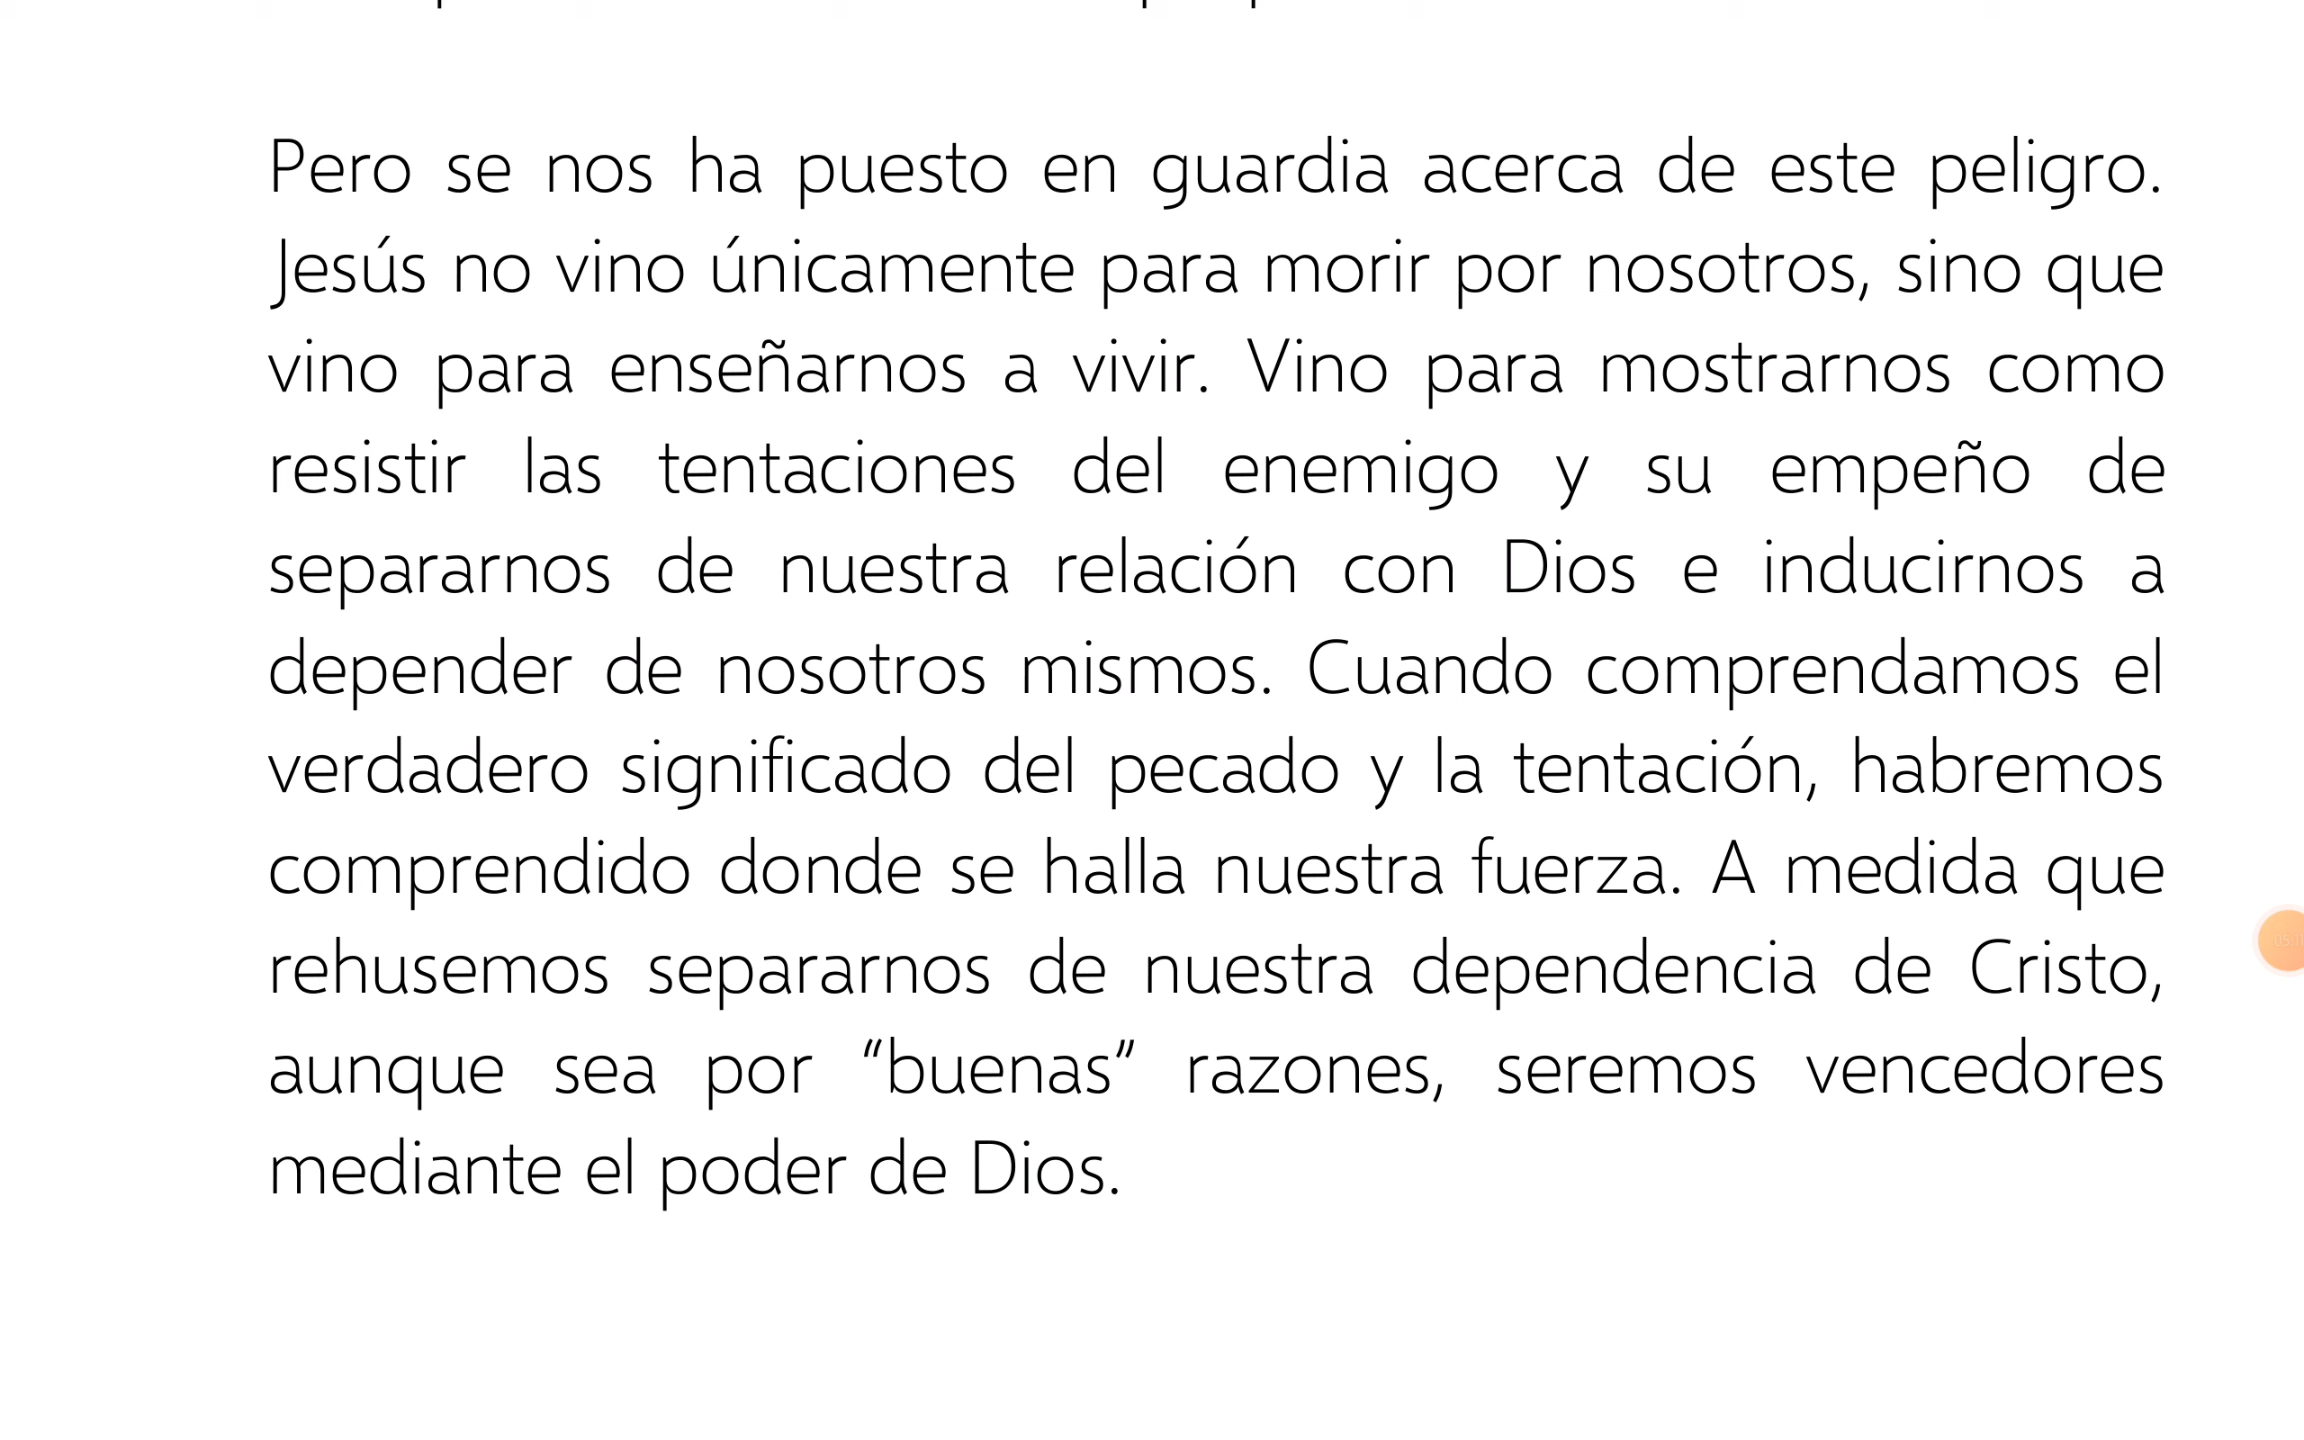 Pero se nos ha puesto en guardia acerca de este peligro.
Jesús no vino únicamente para morir por nosotros, sino que
vino para enseñarnos a vivir. Vino para mostrarnos como
resistir las tentaciones del enemigo y su empeño de
separarnos de nuestra relación con Dios e inducirnos a
depender de nosotros mismos. Cuando comprendamos el
verdadero significado del pecado y la tentación, habremos
comprendido donde se halla nuestra fuerza. A medida que
rehusemos separarnos de nuestra dependencia de Cristo,
aunque sea por “buenas” razones, seremos vencedores
mediante el poder de Dios.